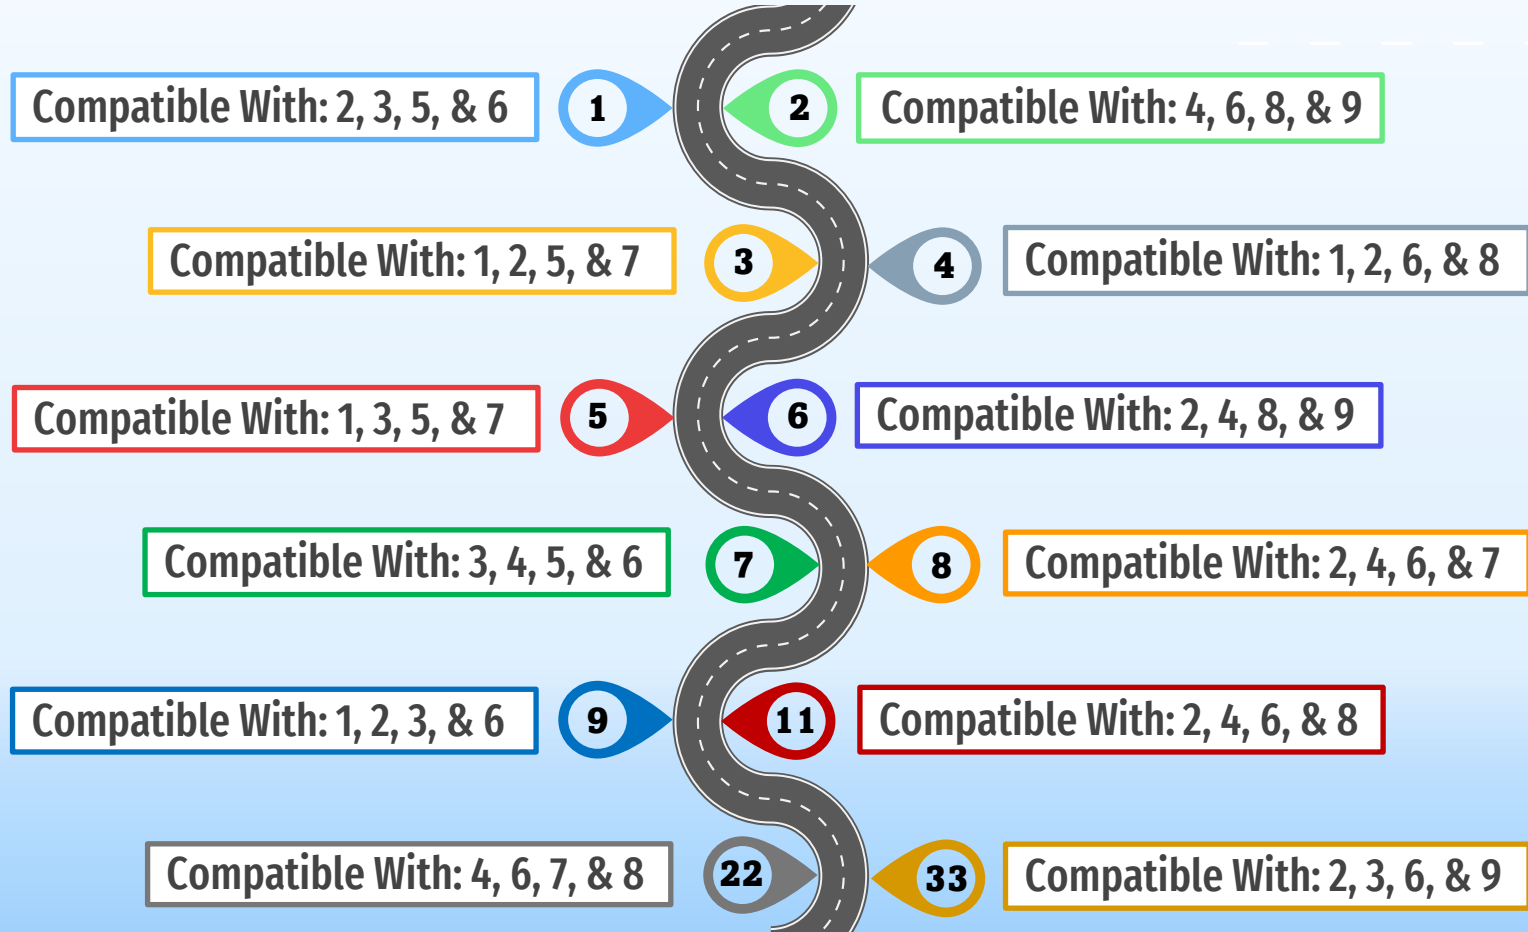 Compatible With: 2, 3, 5, & 6
1
2
Compatible With: 4, 6, 8, & 9
Compatible With: 1, 2, 5, & 7
3
4
Compatible With: 1, 2, 6, & 8
Compatible With: 1, 3, 5, & 7
5
6
Compatible With: 2, 4, 8, & 9
Compatible With: 3, 4, 5, & 6
7
8
Compatible With: 2, 4, 6, & 7
Compatible With: 1, 2, 3, & 6
9
11
Compatible With: 2, 4, 6, & 8
Compatible With: 4, 6, 7, & 8
22
33
Compatible With: 2, 3, 6, & 9